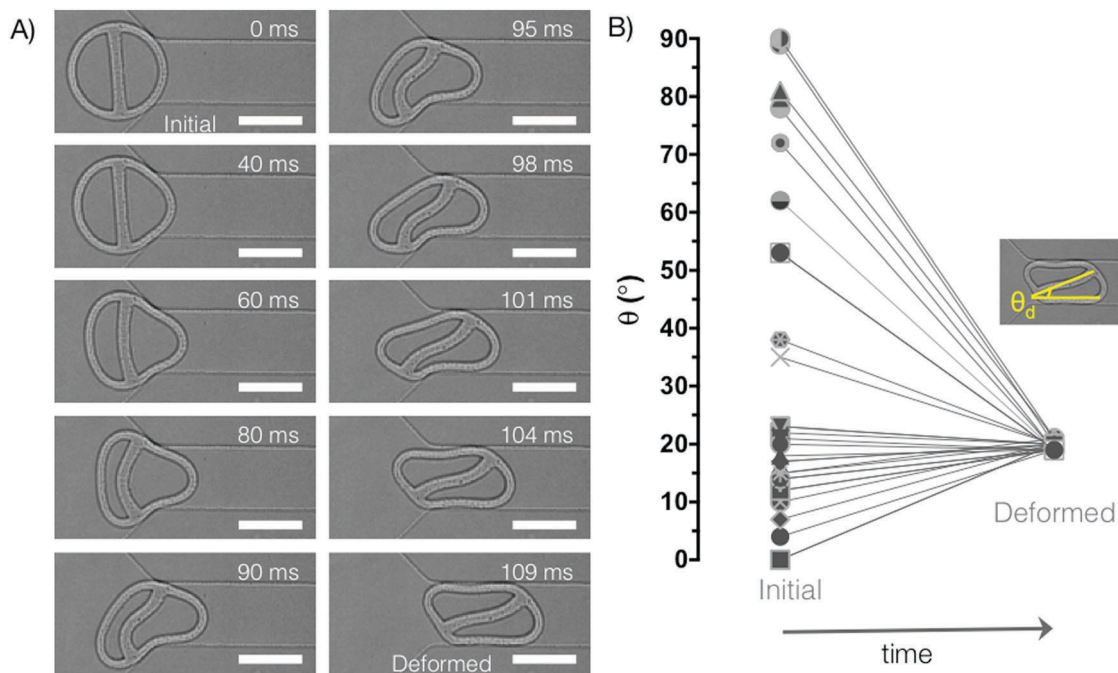 A)
0 ms
Initial
40 ms
60 ms
80 ms
90 ms
95 ms
98 ms
101 ms
104 ms
109 ms
Deformed
B)
90
80
70
60
50
40
30
20
10
0
θ (°)
θd
Initial
Deformed
time